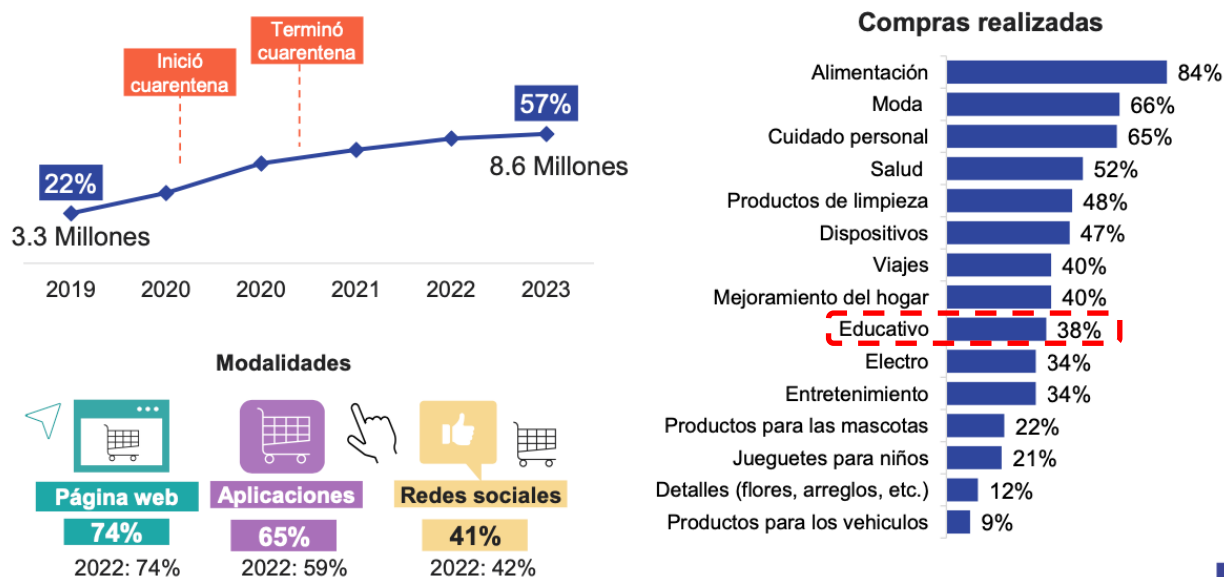 Inició
cuarentena
Terminó
cuarentena
57%
22%
8.6 Millones
3.3 Millones
2019 2020 2020 2021 2022 2023
Modalidades
Página web Aplicaciones Redes sociales
74% 65% 41%
2022: 74% 2022: 59% 2022: 42%
Compras realizadas
Alimentación 84%
Moda 66%
Cuidado personal 65%
Salud 52%
Productos de limpieza 48%
Dispositivos 47%
Viajes 40%
Mejoramiento del hogar 40%
Educativo 38%
Electro 34%
Entretenimiento 34%
Productos para las mascotas 22%
Jueguetes para niños 21%
Detalles (flores, arreglos, etc.) 12%
Productos para los vehiculos 9%